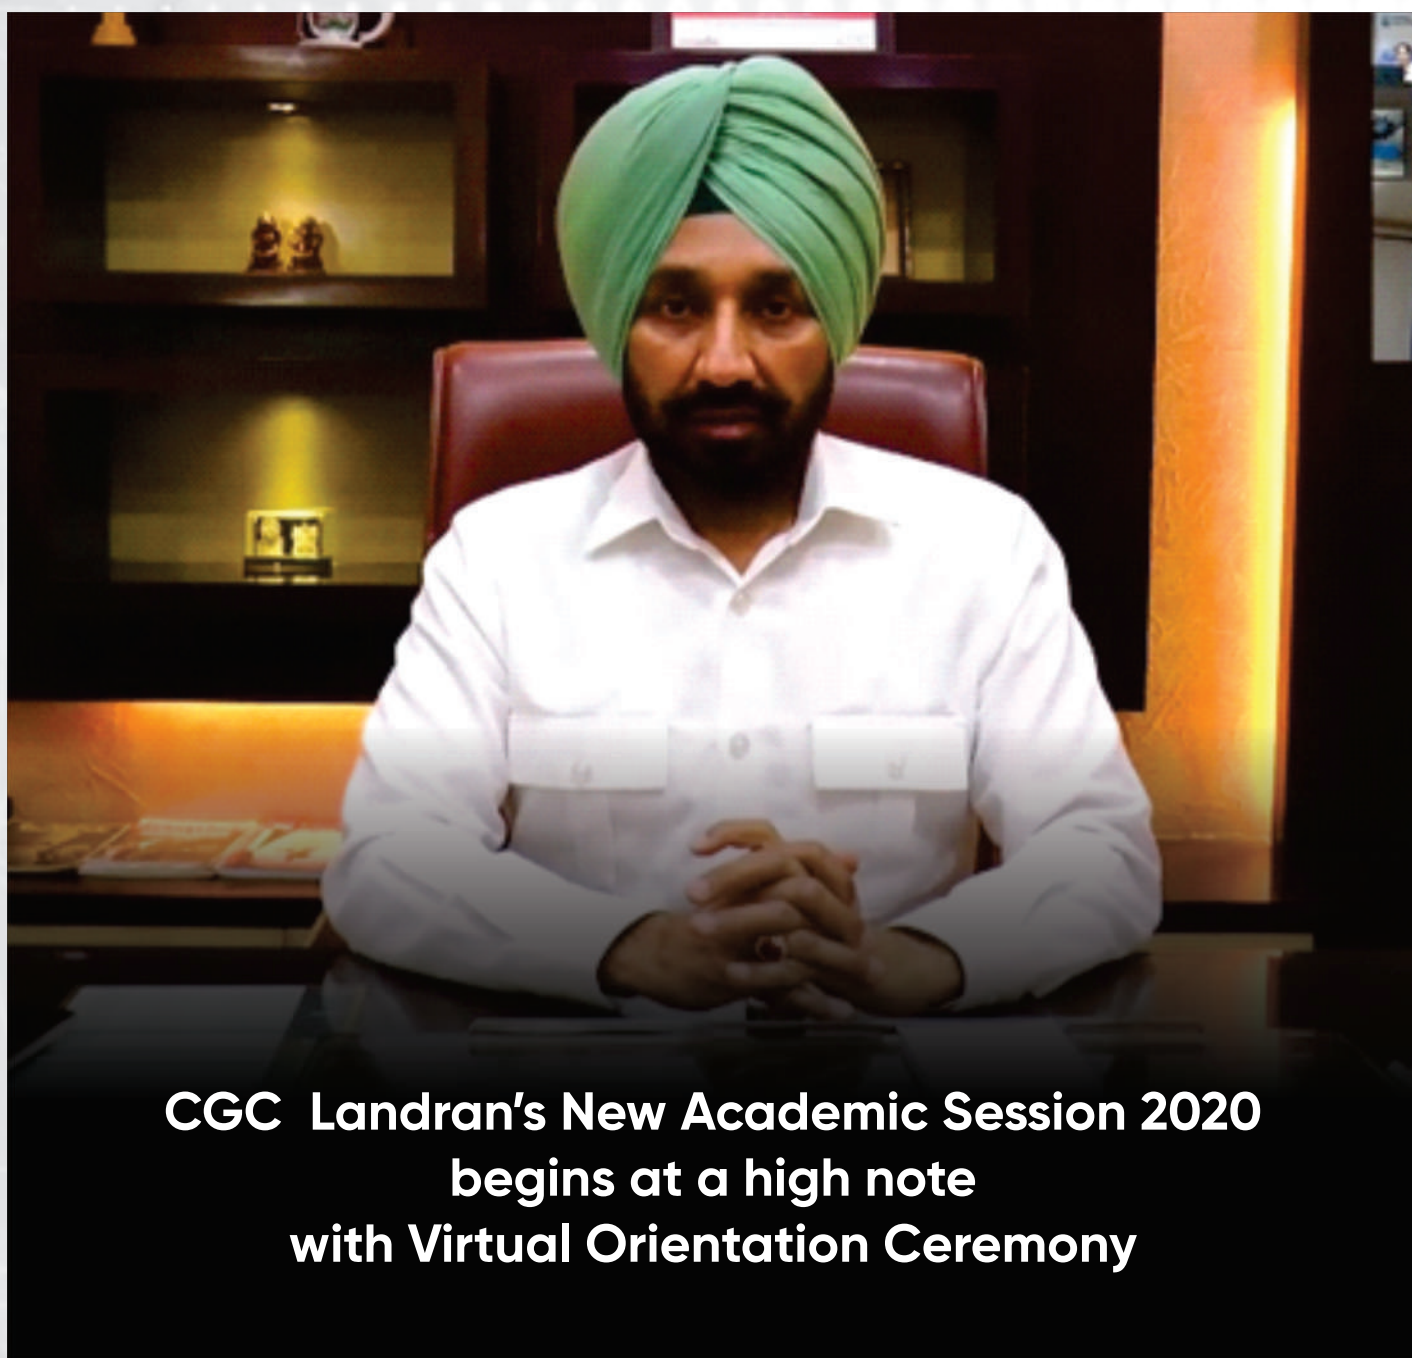 CGC Landran’s New Academic Session 2020
begins at a high note
with Virtual Orientation Ceremony